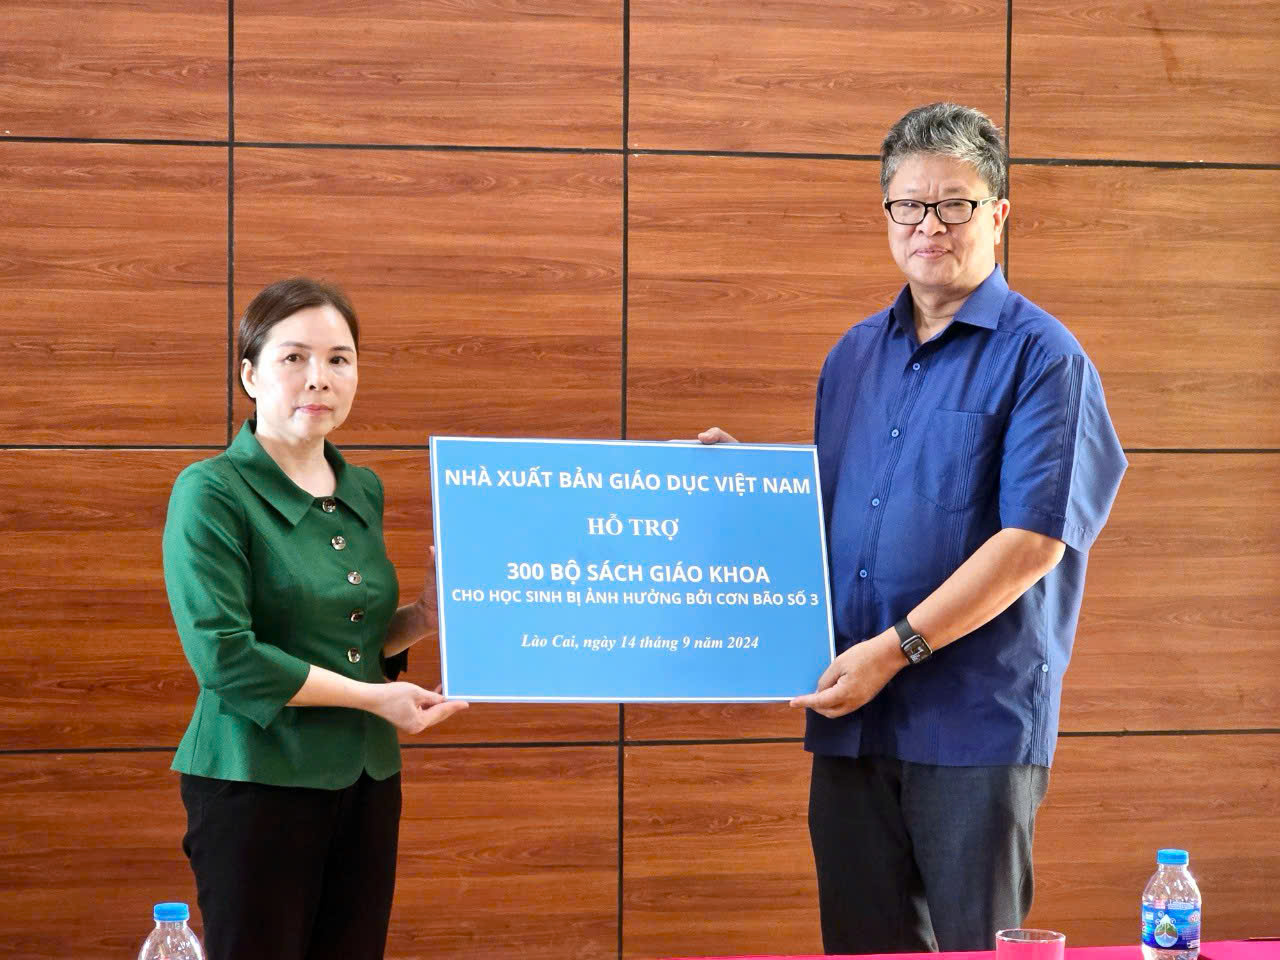 NHÀ XUẤT BẢN GIÁO DỤC VIỆT NAM
HỖ TRỢ
300 BỘ SÁCH GIÁO KHOA
CHO HỌC SINH BỊ ẢNH HƯỞNG BỞI CƠN BÃO SỐ 3
Lào Cai, ngày 14 tháng 9 năm 2024